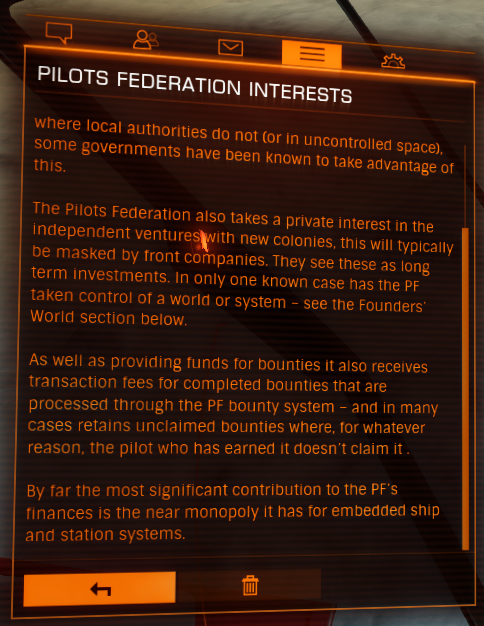 PILOTS FEDERATION INTERESTS
where local authorities do not (or in uncontrolled space),
some governments have been known to take advantage of
this.
The Pilots Federation also takes a private interest in the
independent ventures with new colonies, this will typically
be masked by front companies. They see these as long
term investments. In only one known case has the PF
taken control of a world or system – see the Founders'
World section below.
As well as providing funds for bounties it also receives
transaction fees for completed bounties that are
processed through the PF bounty system – and in many
cases retains unclaimed bounties where, for whatever
reason, the pilot who has earned it doesn't claim it .
By far the most significant contribution to the PF's
finances is the near monopoly it has for embedded ship
and station systems.